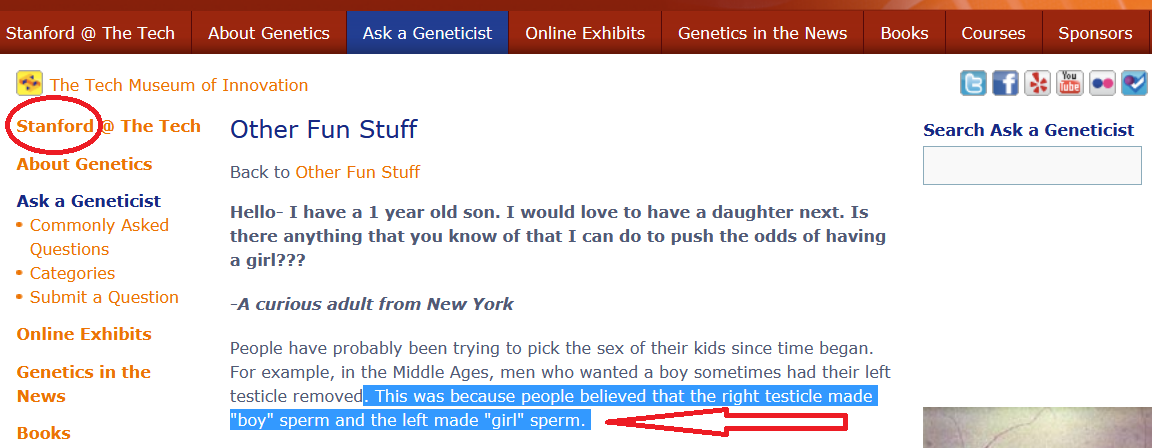 Stanford @ The Tech
About Genetics
Ask a Geneticist
Online Exhibits
Genetics in the News
Books
Courses
Sponsors
The Tech Museum of Innovation
You
Tube
Stanford @ The Tech
About Genetics
Ask a Geneticist
Commonly Asked
Questions
Categories
Submit a Question
Online Exhibits
Genetics in the
News
Books
Other Fun Stuff
Back to Other Fun Stuff
Hello- I have a 1 year old son. I would love to have a daughter next. Is
there anything that you know of that I can do to push the odds of having
a girl???
-A curious adult from New York
People have probably been trying to pick the sex of their kids since time began.
For example, in the Middle Ages, men who wanted a boy sometimes had their left
testicle removed. This was because people believed that the right testicle made
"boy" sperm and the left made "girl" sperm.
Search Ask a Geneticist